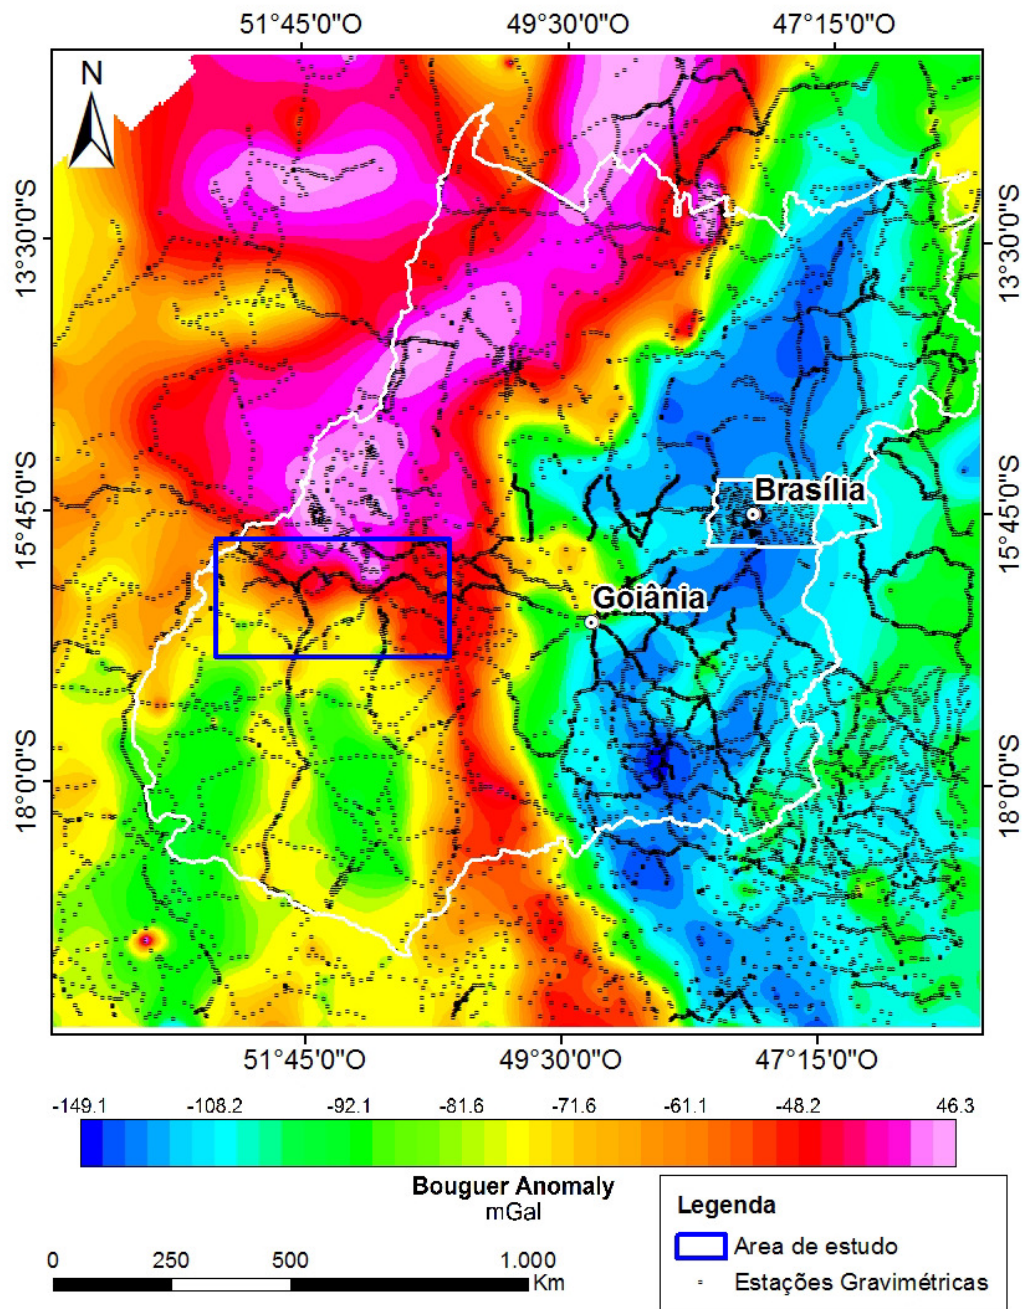 51°45'0"O 49°30'0"O 47°15'0"O
N
13°30'0"S
13°30'0"S
15°45'0"S
15°45'0"S
Brasília
Goiânia
18°0'0"S
18°0'0"S
51°45'0"O 49°30'0"O 47°15'0"O
-149.1 -108.2 -92.1 -81.6 -71.6 -61.1 -48.2 46.3
Bouguer Anomaly
mGal
Legenda
Area de estudo
Estações Gravimétricas
0 250 500 1.000
Km